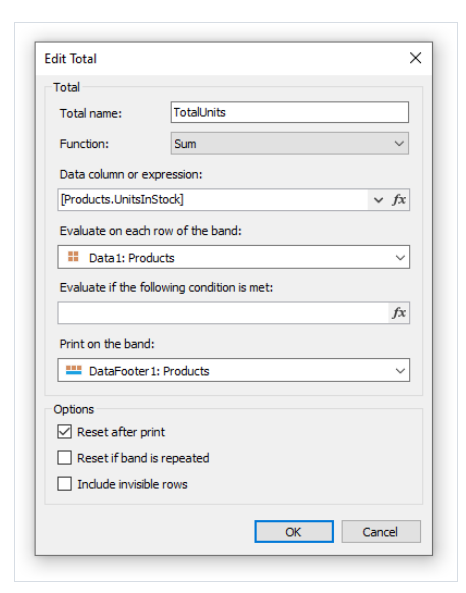 Edit Total
Total
Total name: TotalUnits
Function: Sum
Data column or expression:
[Products.UnitsInStock] fx
Evaluate on each row of the band:
Data1: Products
Evaluate if the following condition is met:
fx
Print on the band:
DataFooter1: Products
Options
Reset after print
Reset if band is repeated
Include invisible rows
OK Cancel